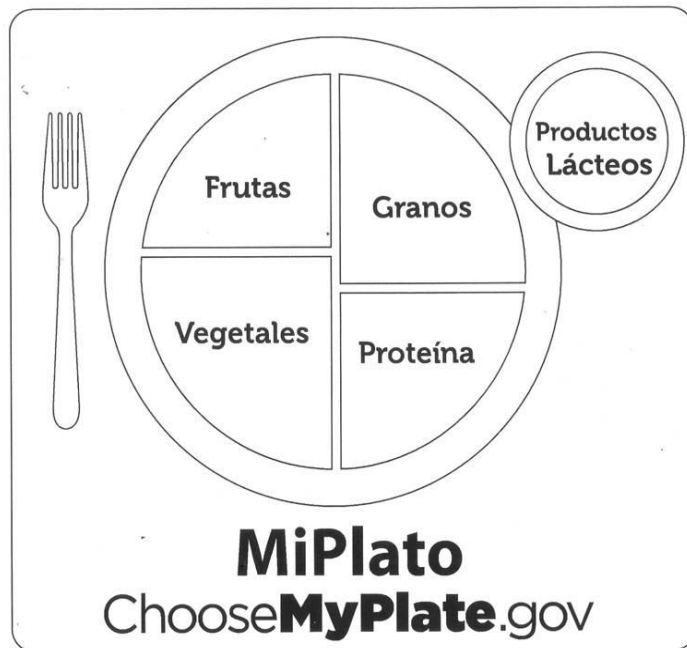 Frutas
Granos
Productos
Lácteos
Vegetales
Proteína
MiPlato
ChooseMyPlate.gov